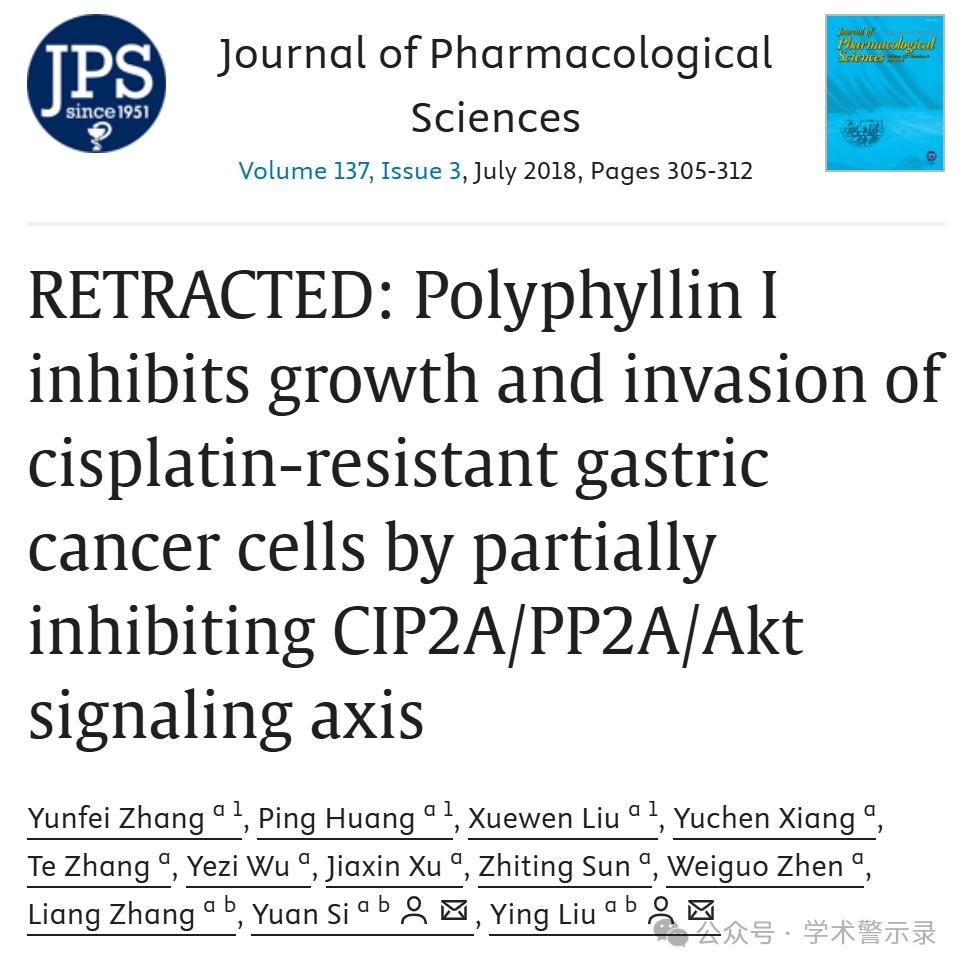 JPS
since 1951
Journal of Pharmacological
Sciences
Volume 137, Issue 3, July 2018, Pages 305-312
Journal of
Pharmacological
Sciences
RETRACTED: Polyphyllin I
inhibits growth and invasion of
cisplatin-resistant gastric
cancer cells by partially
inhibiting CIP2A/PP2A/Akt
signaling axis
Yunfei Zhang a 1, Ping Huang a 1, Xuewen Liu a 1, Yuchen Xiang a,
Te Zhang a, Yezi Wu a, Jiaxin Xu a, Zhiting Sun a, Weiguo Zhen a,
Liang Zhang a b, Yuan Si a b, Ying Liu a b
公众号 · 学术警示录